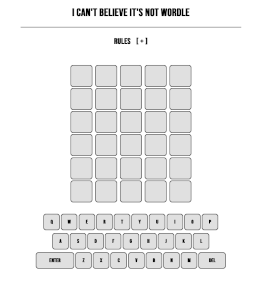 I CAN'T BELIEVE IT'S NOT WORDLE
RULES [+]
Q W E R T Y U I O P
A S D F G H J K L
ENTER Z X C V B N M DEL